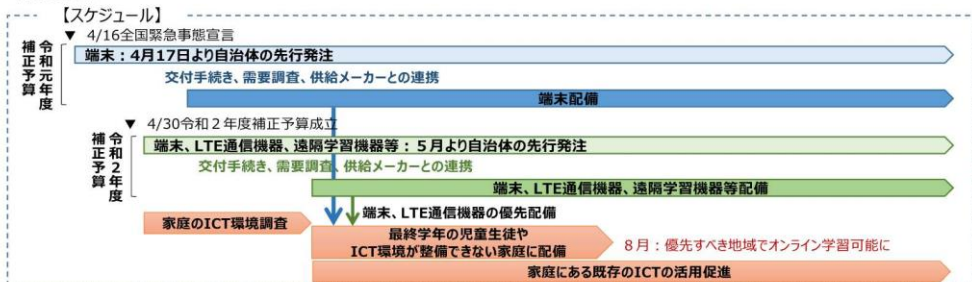 【スケジュール】
▼ 4/16全国緊急事態宣言
令和元年度
補正予算
端末：4月17日より自治体の先行発注
交付手続き、需要調査、供給メーカーとの連携
端末配備
▼ 4/30令和２年度補正予算成立
令和２年度
補正予算
端末、LTE通信機器、遠隔学習機器等：５月より自治体の先行発注
交付手続き、需要調査、供給メーカーとの連携
端末、LTE通信機器、遠隔学習機器等配備
端末、LTE通信機器の優先配備
家庭のICT環境調査
最終学年の児童生徒や
ICT環境が整備できない家庭に配備
８月：優先すべき地域でオンライン学習可能に
家庭にある既存のICTの活用促進